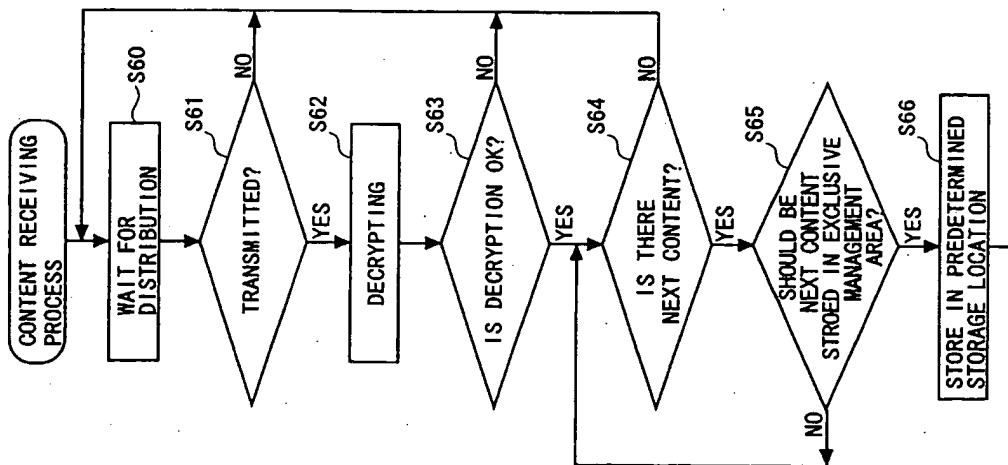 CONTENT RECEIVING
PROCESS
S60
WAIT FOR
DISTRIBUTION
S61
TRANSMITTED?
NO
YES
S62
DECRYPTING
S63
IS DECRYPTION OK?
NO
YES
S64
IS THERE
NEXT CONTENT?
NO
YES
S65
SHOULD BE
NEXT CONTENT
STROED IN EXCLUSIVE
MANAGEMENT
AREA?
NO
YES
S66
STORE IN PREDETERMINED
STORAGE LOCATION